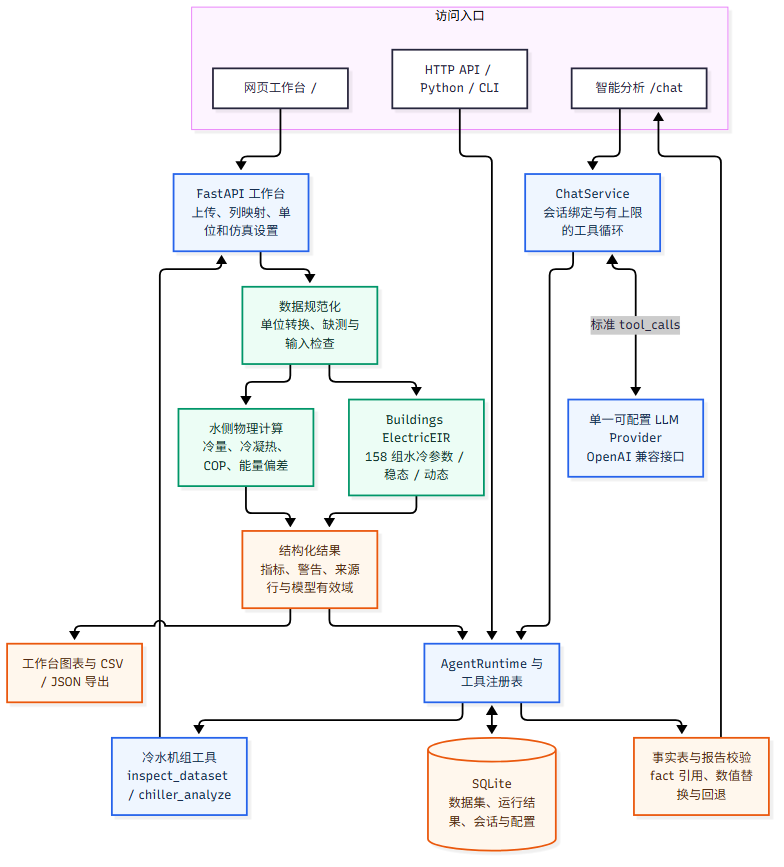 访问入口
网页工作台 /
HTTP API /
Python / CLI
智能分析 /chat
FastAPI 工作台
上传、列映射、单
位和仿真设置
ChatService
会话绑定与有上限
的工具循环
数据规范化
单位转换、缺测与
输入检查
标准 tool_calls
水侧物理计算
冷量、冷凝热、
COP、能量偏差
Buildings
ElectricEIR
158 组水冷参数 /
稳态 / 动态
单一可配置 LLM
Provider
OpenAI 兼容接口
结构化结果
指标、警告、来源
行与模型有效域
工作台图表与 CSV
/ JSON 导出
AgentRuntime 与
工具注册表
冷水机组工具
inspect_dataset
/ chiller_analyze
SQLite
数据集、运行结
果、会话与配置
事实表与报告校验
fact 引用、数值替
换与回退